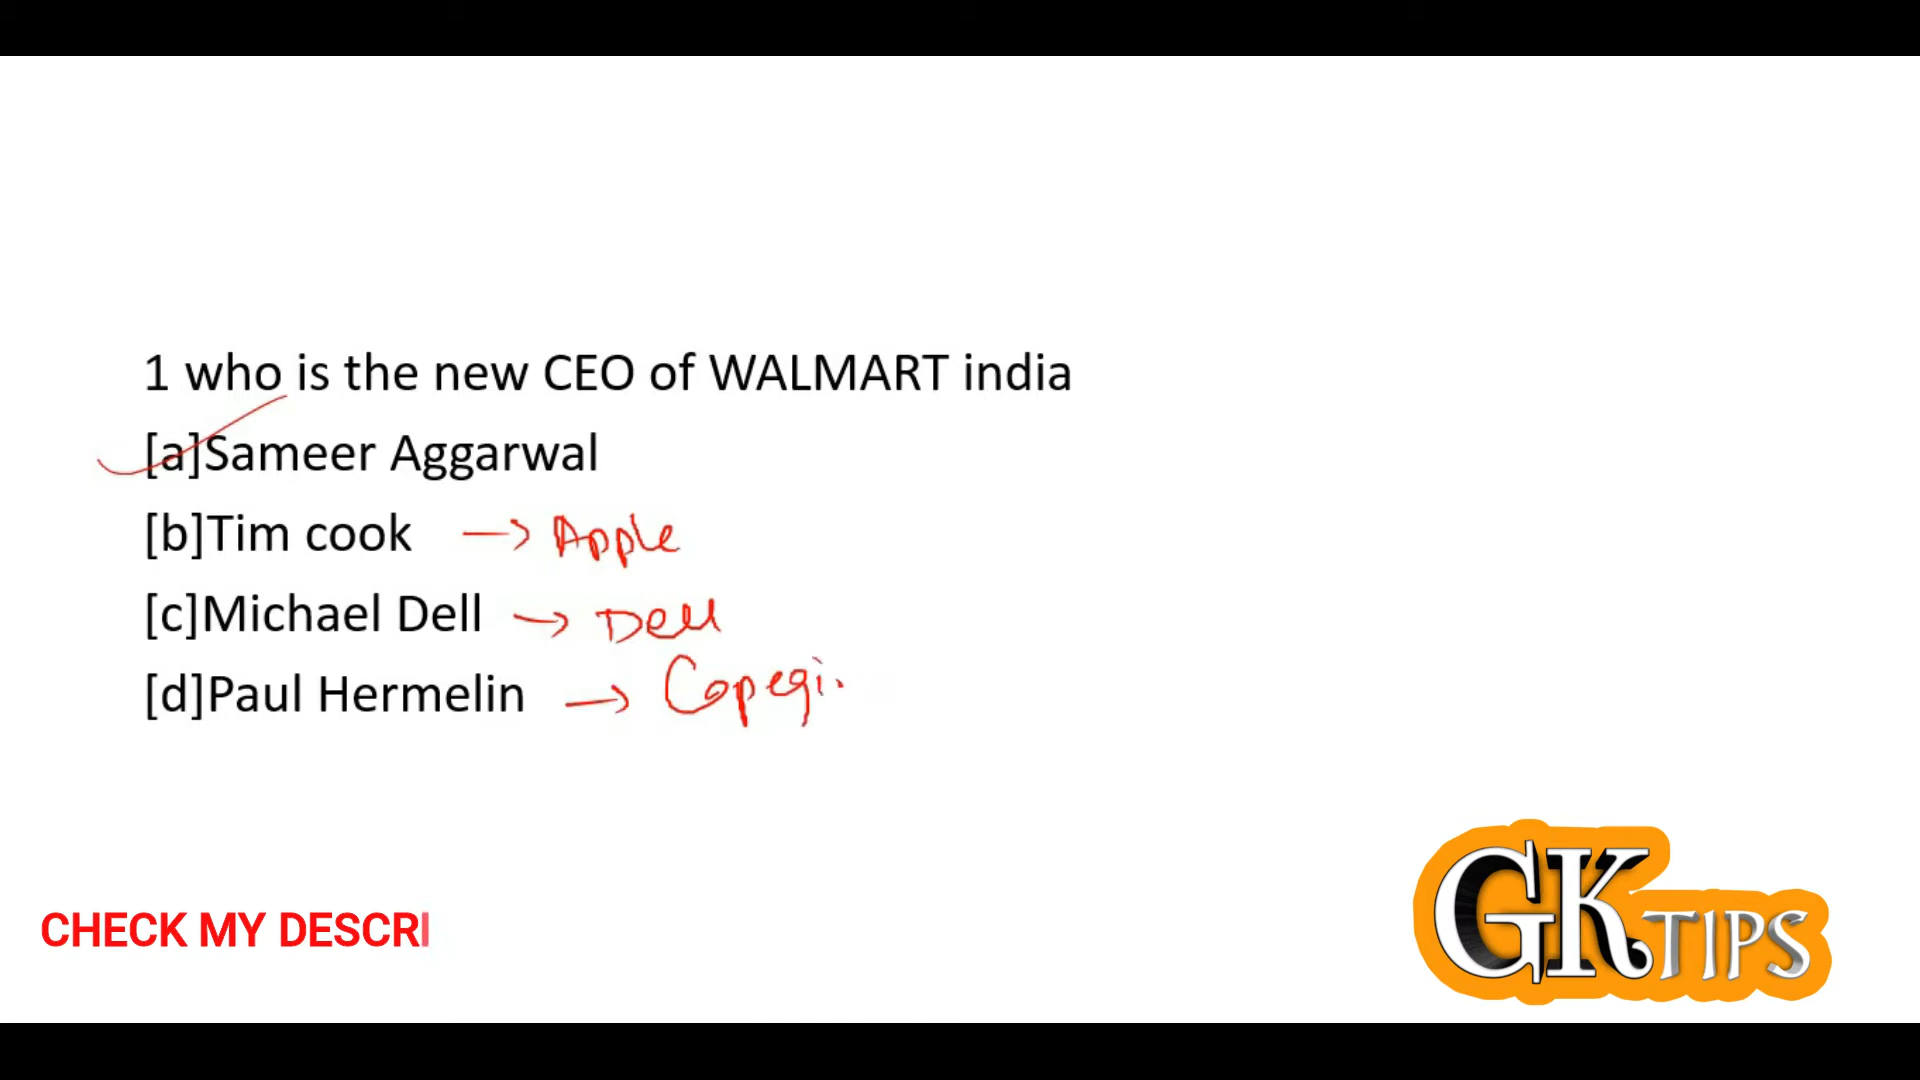 1 who is the new CEO of WALMART india
[a]Sameer Aggarwal
[b]Tim cook → Apple
[c]Michael Dell → Dell
[d]Paul Hermelin → Copegi.
CHECK MY DESCRI
GK TIPS